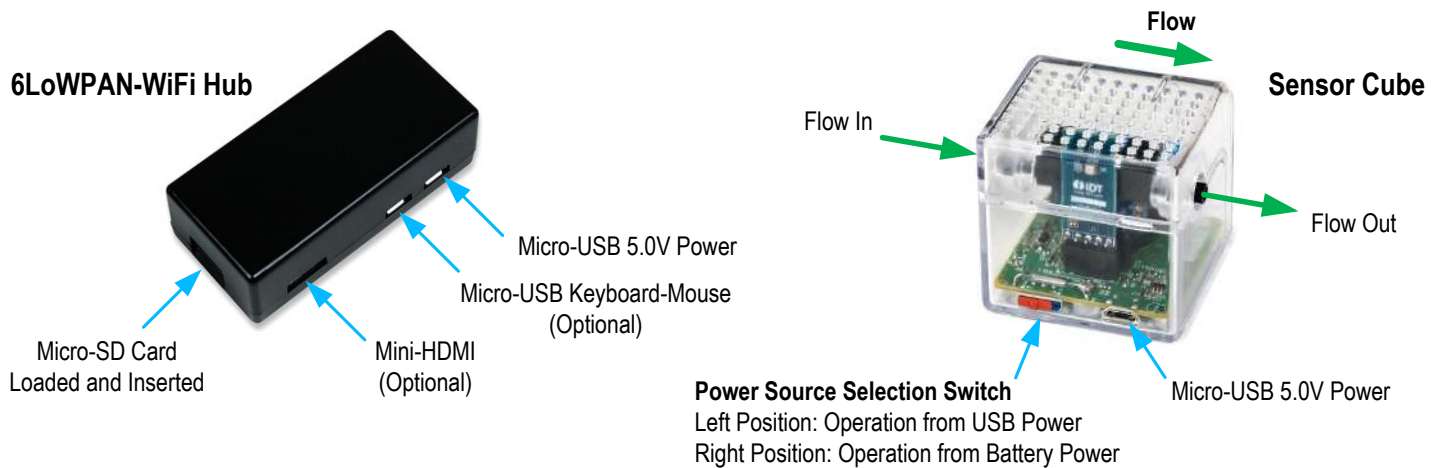 6LoWPAN-WiFi Hub
Micro-USB 5.0V Power
Micro-USB Keyboard-Mouse
(Optional)
Mini-HDMI
(Optional)
Micro-SD Card
Loaded and Inserted
Flow
Sensor Cube
Flow In
IDT
Flow Out
Micro-USB 5.0V Power
Power Source Selection Switch
Left Position: Operation from USB Power
Right Position: Operation from Battery Power